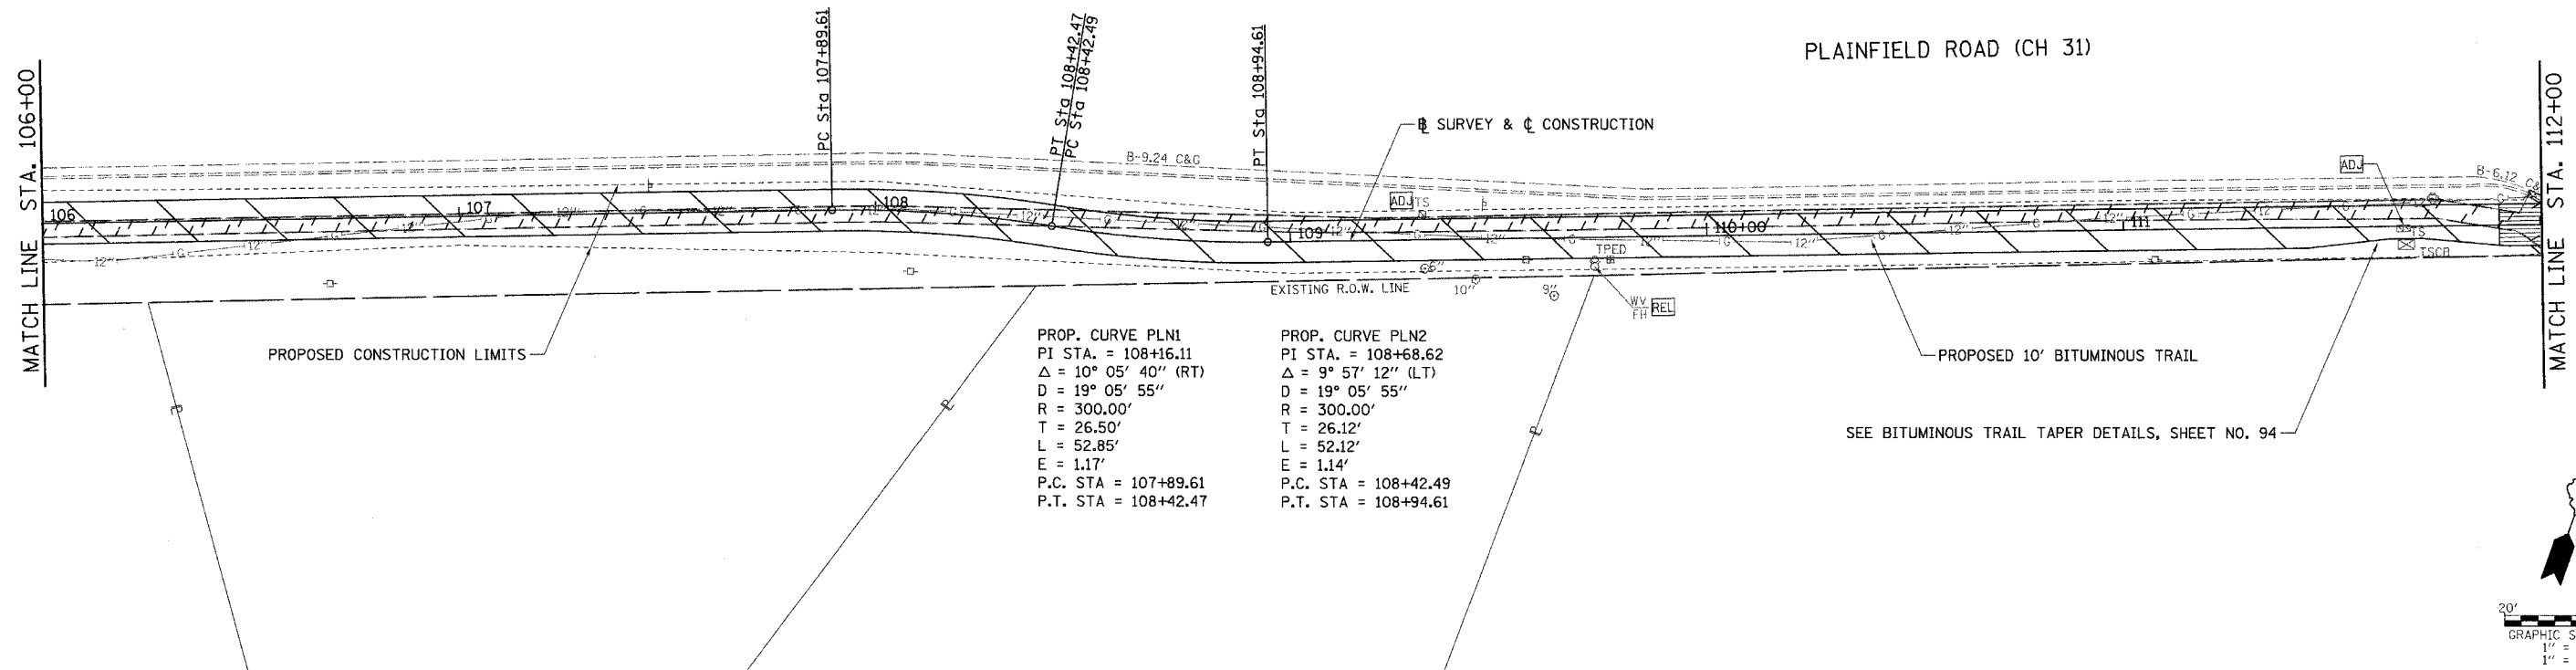 PLAINFIELD ROAD (CH 31)
MATCH LINE STA. 106+00
PC Sta 107+89.61
PT Sta 108+42.47
PC Sta 108+42.49
PT Sta 108+94.61
B-9.24 C&G
℄ SURVEY & ℄ CONSTRUCTION
ADJ
B-6.12
MATCH LINE STA. 112+00
ADJ TS
106
107
108
109
110+00
111
12"
G
TPED
TS
TSCB
6"
10"
9"
EXISTING R.O.W. LINE
WV
FH
REL
PROPOSED CONSTRUCTION LIMITS
PROPOSED 10' BITUMINOUS TRAIL
SEE BITUMINOUS TRAIL TAPER DETAILS, SHEET NO. 94
PROP. CURVE PLN1
PI STA. = 108+16.11
Δ = 10° 05' 40" (RT)
D = 19° 05' 55"
R = 300.00'
T = 26.50'
L = 52.85'
E = 1.17'
P.C. STA = 107+89.61
P.T. STA = 108+42.47
PROP. CURVE PLN2
PI STA. = 108+68.62
Δ = 9° 57' 12" (LT)
D = 19° 05' 55"
R = 300.00'
T = 26.12'
L = 52.12'
E = 1.14'
P.C. STA = 108+42.49
P.T. STA = 108+94.61
20'
GRAPHIC S
1" =
1" =